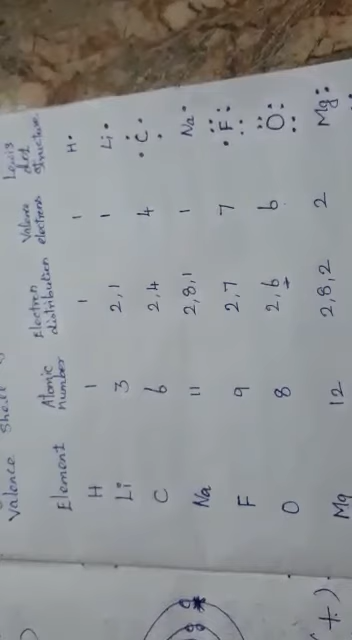 Valence Shell
Element Atomic number Electron distribution Valence electrons Lewis dot structure
H 1 1 1 H
Li 3 2,1 1 Li
C 6 2,4 4 C
Na 11 2,8,1 1 Na
F 9 2,7 7 F
O 8 2,6 6 O
Mg 12 2,8,2 2 Mg
+)